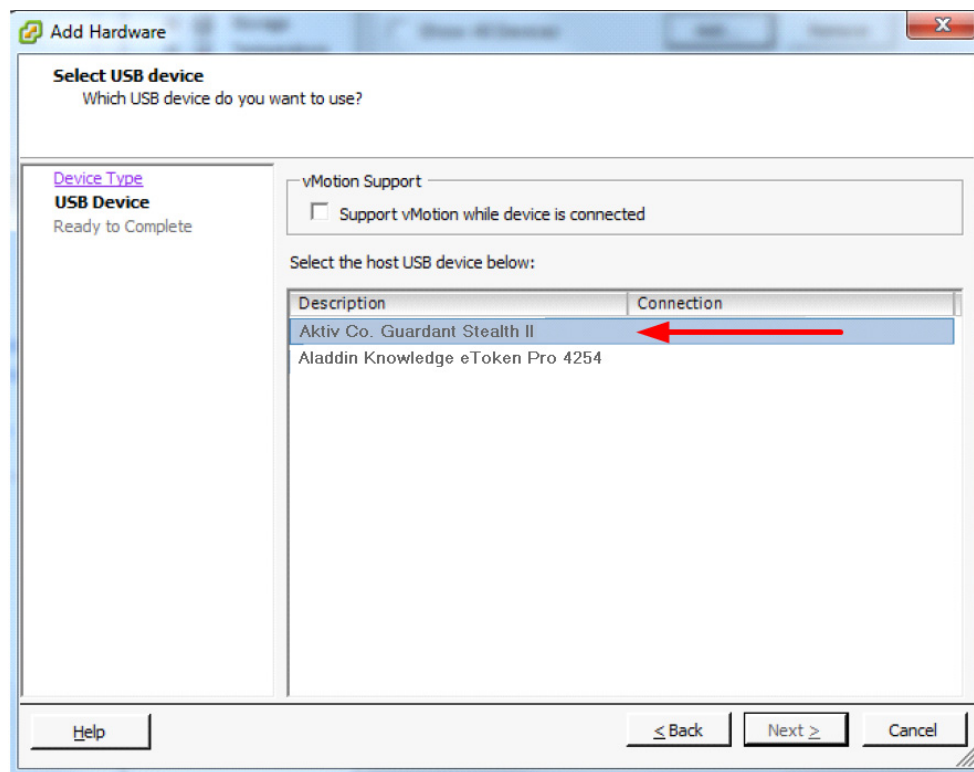 Add Hardware
Select USB device
Which USB device do you want to use?
Device Type
USB Device
Ready to Complete
vMotion Support
Support vMotion while device is connected
Select the host USB device below:
Description Connection
Aktiv Co. Guardant Stealth II
Aladdin Knowledge eToken Pro 4254
Help < Back Next > Cancel